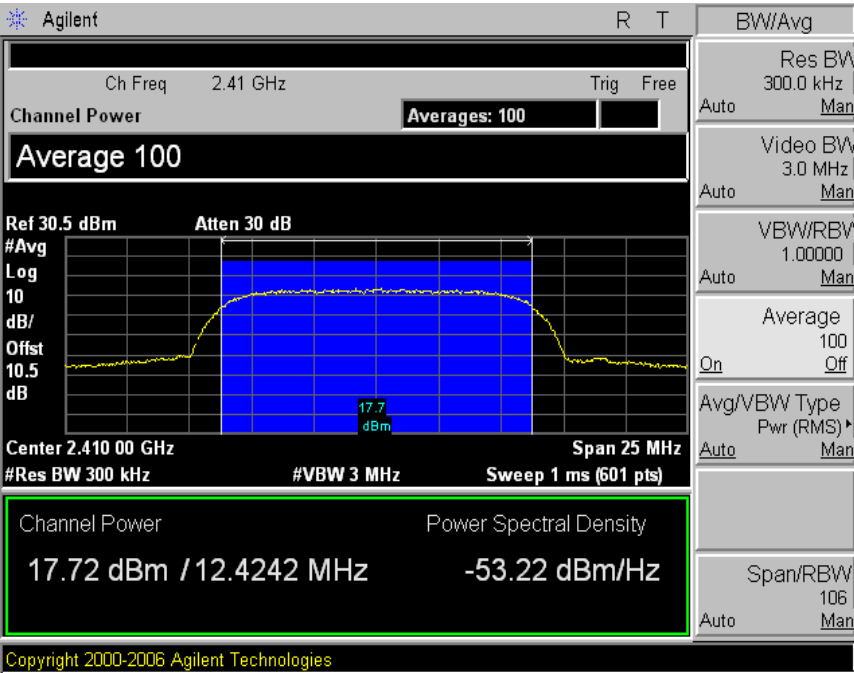 Agilent
R T
Ch Freq 2.41 GHz
Trig Free
Channel Power
Averages: 100
Average 100
Ref 30.5 dBm Atten 30 dB
#Avg
Log
10
dB/
Offst
10.5
dB
17.7
dBm
Center 2.410 00 GHz
Span 25 MHz
#Res BW 300 kHz
#VBW 3 MHz
Sweep 1 ms (601 pts)
Channel Power
Power Spectral Density
17.72 dBm / 12.4242 MHz
-53.22 dBm/Hz
BW/Avg
Res BW
300.0 kHz
Auto Man
Video BW
3.0 MHz
Auto Man
VBW/RBW
1.00000
Auto Man
Average
100
On Off
Avg/VBW Type
Pwr (RMS)
Auto Man
Span/RBW
106
Auto Man
Copyright 2000-2006 Agilent Technologies